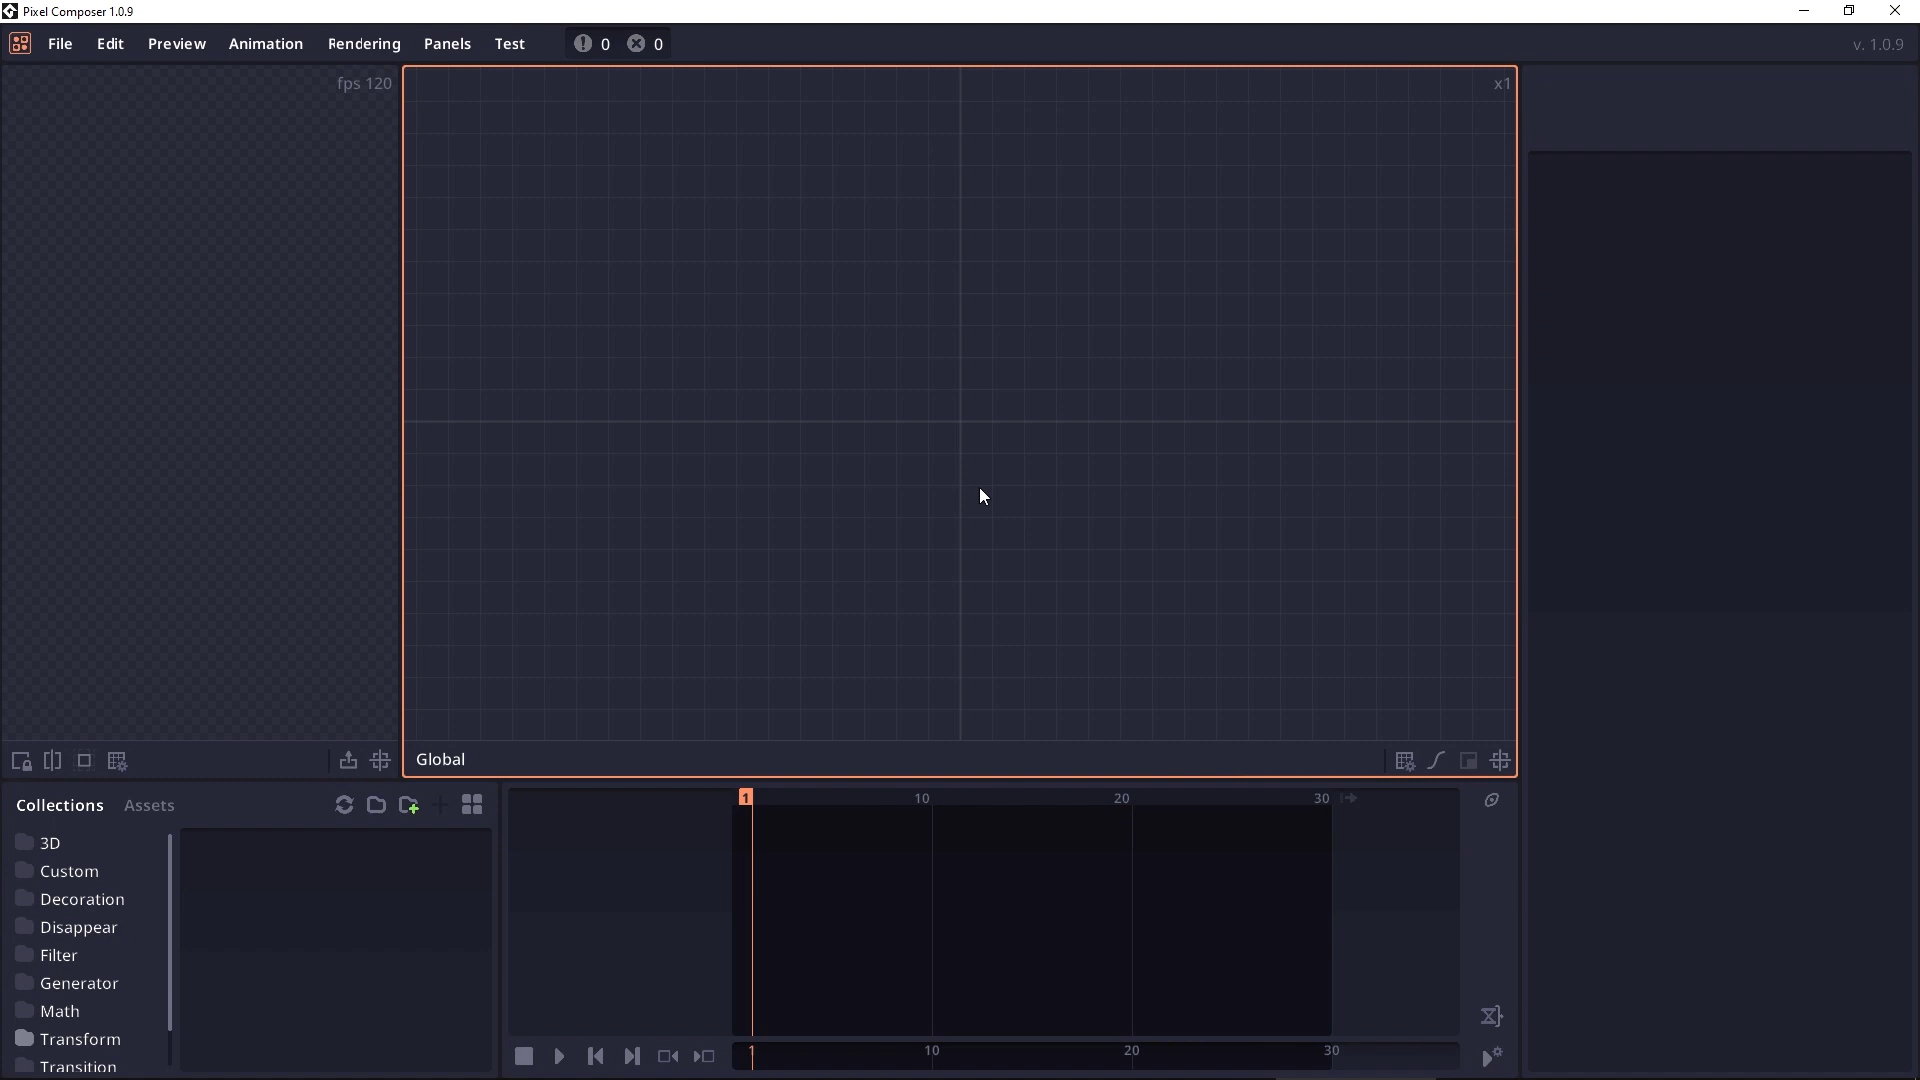 Pixel Composer 1.0.9
File Edit Preview Animation Rendering Panels Test 0 0 v. 1.0.9
fps 120
x1
Global
Collections Assets
3D
Custom
Decoration
Disappear
Filter
Generator
Math
Transform
Transition
1 10 20 30
1 10 20 30